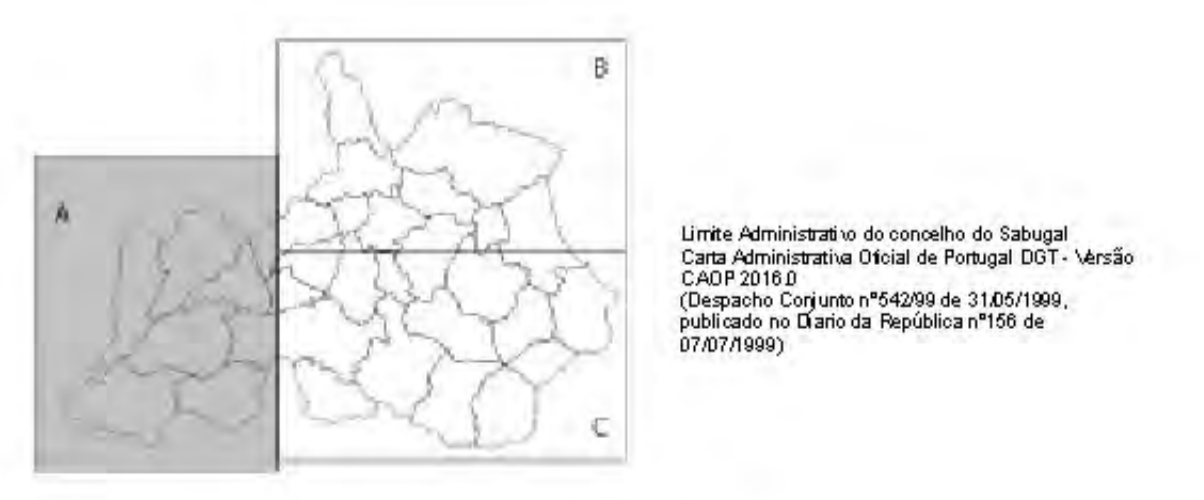 A
B
C
Limite Administrativo do concelho do Sabugal
Carta Administrativa Oficial de Portugal DGT - Versão
CAOP 2016.0
(Despacho Conjunto nº542/99 de 31/05/1999,
publicado no Diario da República nº156 de
07/07/1999)